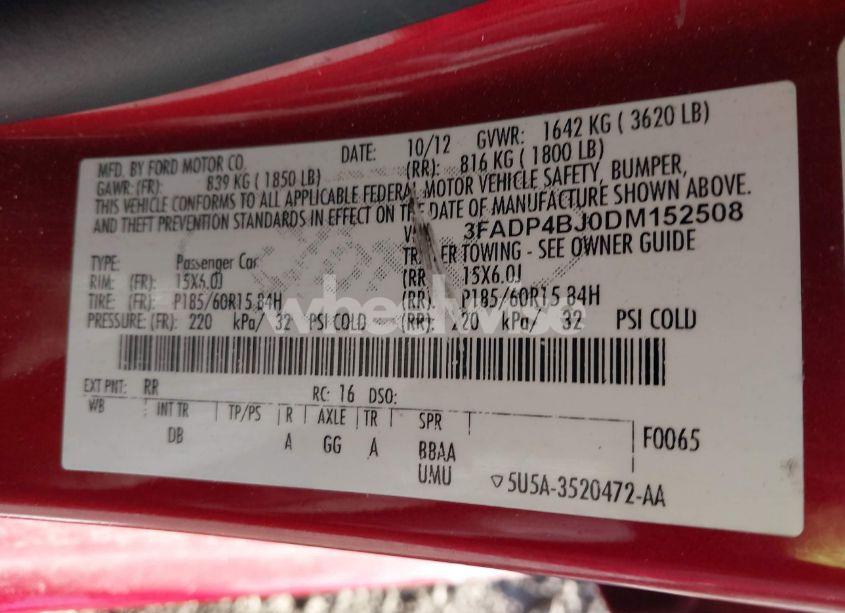 MFD. BY FORD MOTOR CO. DATE: 10/12 GVWR: 1642 KG ( 3620 LB)
GAWR: (FR): 839 KG ( 1850 LB) (RR): 816 KG ( 1800 LB)
THIS VEHICLE CONFORMS TO ALL APPLICABLE FEDERAL MOTOR VEHICLE SAFETY, BUMPER,
AND THEFT PREVENTION STANDARDS IN EFFECT ON THE DATE OF MANUFACTURE SHOWN ABOVE.
3FADP4BJ0DM152508
TYPE: Passenger Car TRAILER TOWING - SEE OWNER GUIDE
RIM: (FR): 15X6.0J (RR 15X6.0J
TIRE: (FR): P185/60R15 84H (RR): P185/60R15 84H
PRESSURE: (FR): 220 kPa/ 32 PSI COLD (RR): 220 kPa/ 32 PSI COLD
EXT PNT: RR RC: 16 DSO:
WB INT TR TP/PS R AXLE TR SPR
DB A GG A BBAA F0065
UMU ▽5U5A-3520472-AA